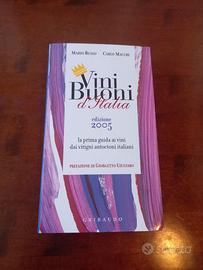 MARIO BUSSO CARLO MACCHI
Vini
Buoni
d'Italia
edizione
2005
la prima guida ai vini
dai vitigni autoctoni italiani
PREFAZIONE DI GIORGETTO GIUGIARO
GRIBAUDO
subito